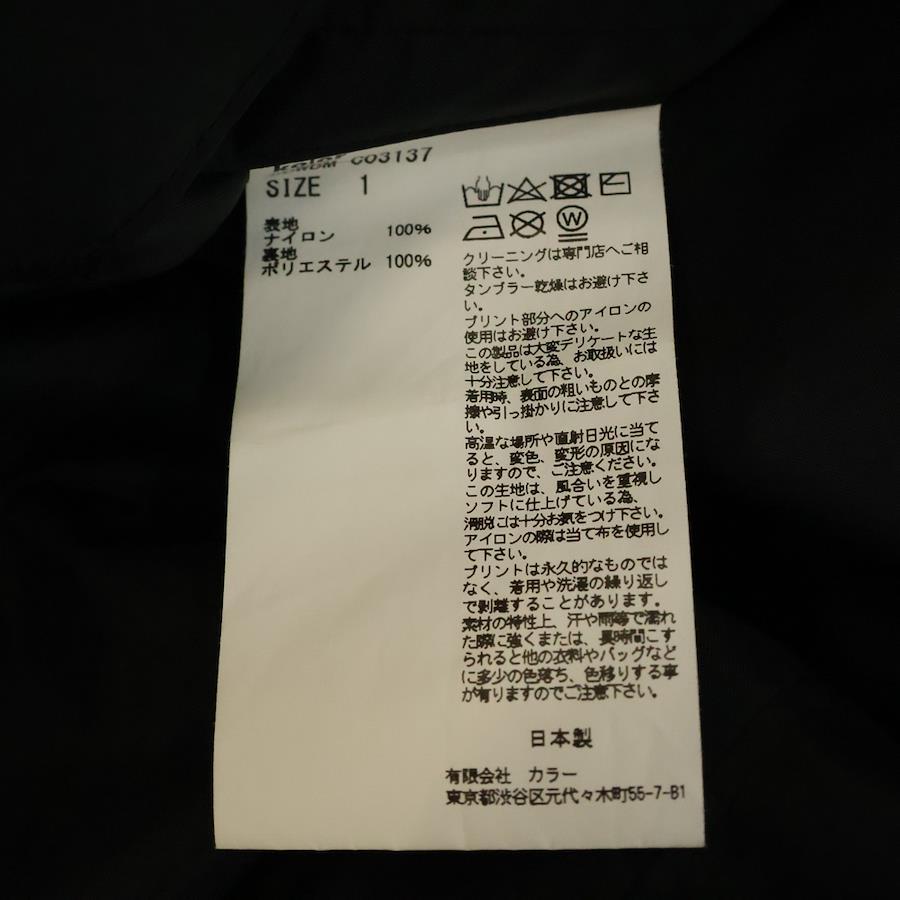 G03137
SIZE 1
表地
ナイロン 100%
裏地
ポリエステル 100%
W
クリーニングは専門店へご相
談下さい。
タンブラー乾燥はお避け下さ
い。
プリント部分へのアイロンの
使用はお避け下さい。
この製品は大変デリケートな生
地をしている為、お取扱いには
十分注意して下さい。
着用時、表面の粗いものとの摩
擦や引っ掛かりに注意して下さ
い。
高温な場所や直射日光に当て
ると、変色、変形の原因にな
りますので、ご注意ください。
この生地は、風合いを重視し
ソフトに仕上げている為、
滑脱には十分お気をつけ下さい。
アイロンの際は当て布を使用し
て下さい。
プリントは永久的なものでは
なく、着用や洗濯の繰り返し
で剥離することがあります。
素材の特性上、汗や雨等で濡れ
た際に強くまたは、長時間こす
られると他の衣料やバッグなど
に多少の色落ち、色移りする事
が有りますのでご注意下さい。
日本製
有限会社 カラー
東京都渋谷区元代々木町55-7-B1